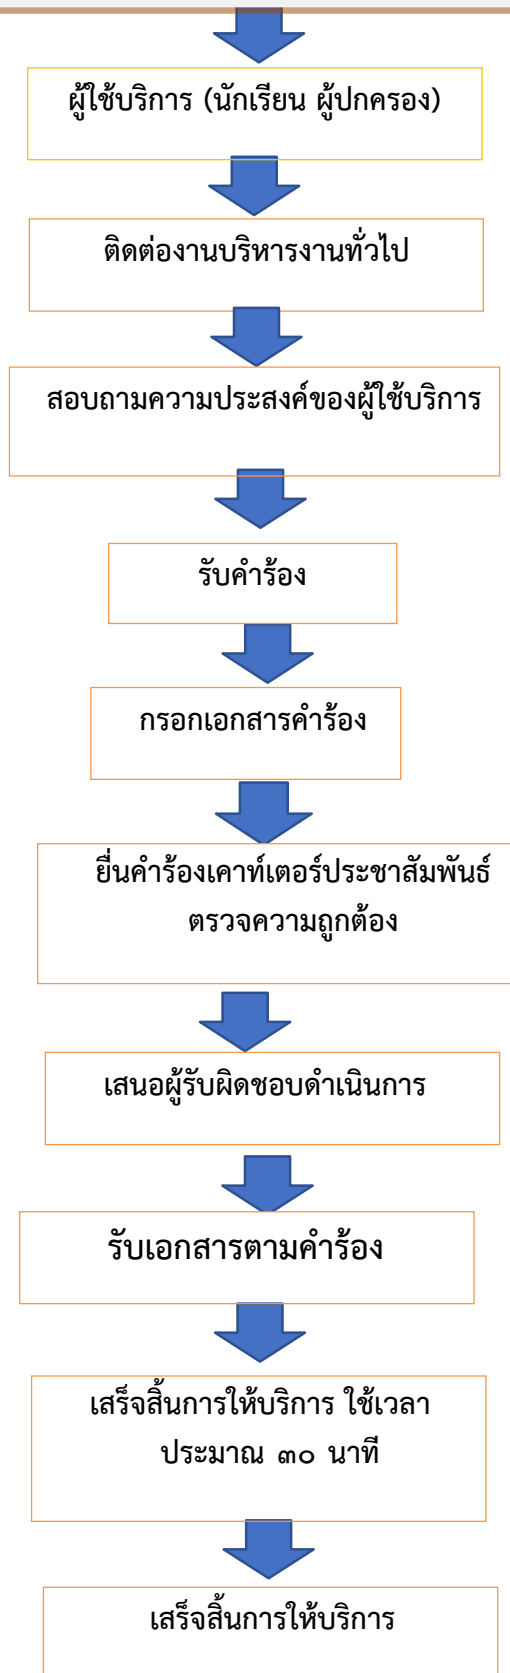 ผู้ใช้บริการ (นักเรียน ผู้ปกครอง)
ติดต่องานบริหารงานทั่วไป
สอบถามความประสงค์ของผู้ใช้บริการ
รับคำร้อง
กรอกเอกสารคำร้อง
ยื่นคำร้องเคาท์เตอร์ประชาสัมพันธ์
ตรวจความถูกต้อง
เสนอผู้รับผิดชอบดำเนินการ
รับเอกสารตามคำร้อง
เสร็จสิ้นการให้บริการ ใช้เวลา
ประมาณ ๓๐ นาที
เสร็จสิ้นการให้บริการ